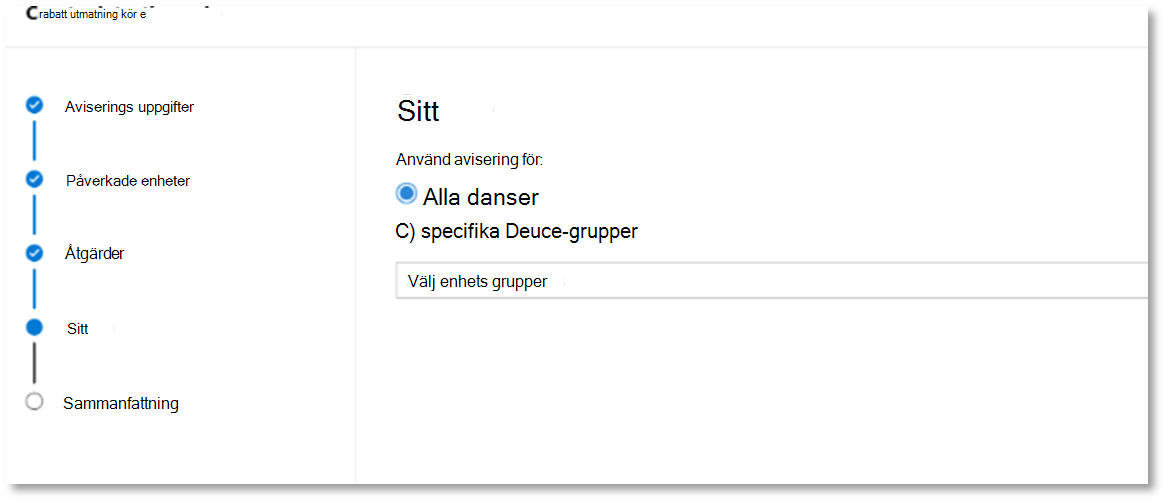 rabatt utmatning kör e
Aviserings uppgifter
Påverkade enheter
Åtgärder
Sitt
Sammanfattning
Sitt
Använd avisering för:
Alla danser
C) specifika Deuce-grupper
Välj enhets grupper